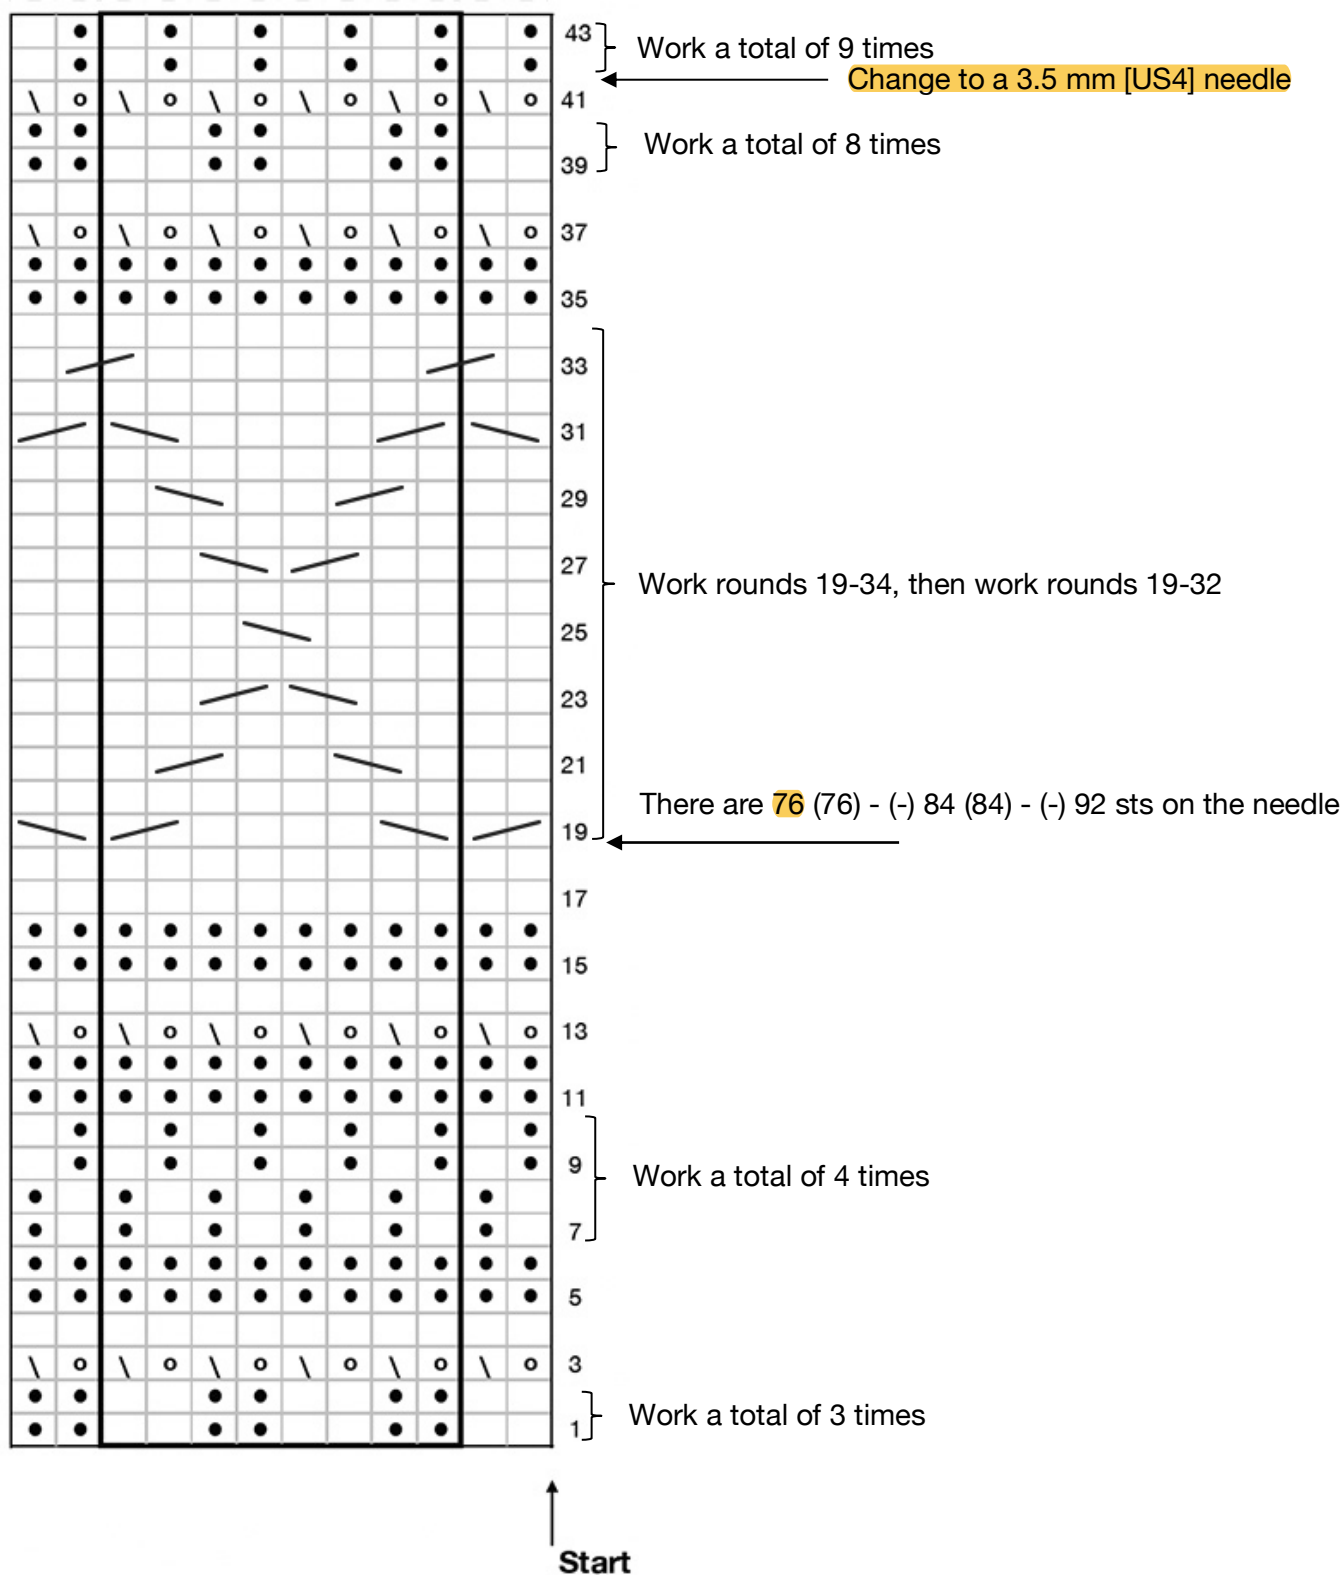 43
Work a total of 9 times
Change to a 3.5 mm [US4] needle
41
39
Work a total of 8 times
37
35
33
31
29
27
Work rounds 19-34, then work rounds 19-32
25
23
21
There are 76 (76) - (-) 84 (84) - (-) 92 sts on the needle
19
17
15
13
11
9
Work a total of 4 times
7
5
3
1
Work a total of 3 times
Start